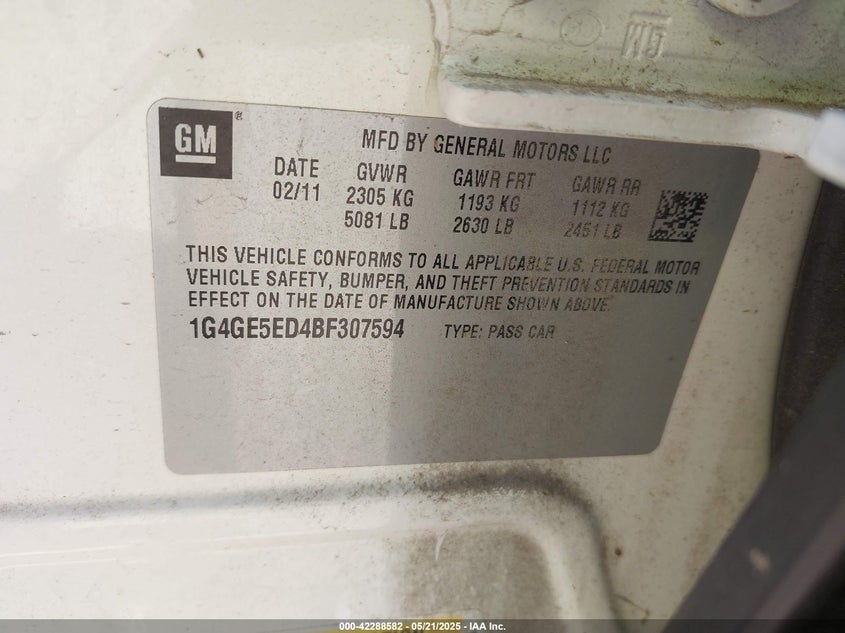 GM ®
MFD BY GENERAL MOTORS LLC
DATE GVWR GAWR FRT GAWR RR
02/11 2305 KG 1193 KG 1112 KG
5081 LB 2630 LB 2451 LB
THIS VEHICLE CONFORMS TO ALL APPLICABLE U.S. FEDERAL MOTOR
VEHICLE SAFETY, BUMPER, AND THEFT PREVENTION STANDARDS IN
EFFECT ON THE DATE OF MANUFACTURE SHOWN ABOVE.
1G4GE5ED4BF307594 TYPE: PASS CAR
000-42288582 - 05/21/2025 - IAA Inc.